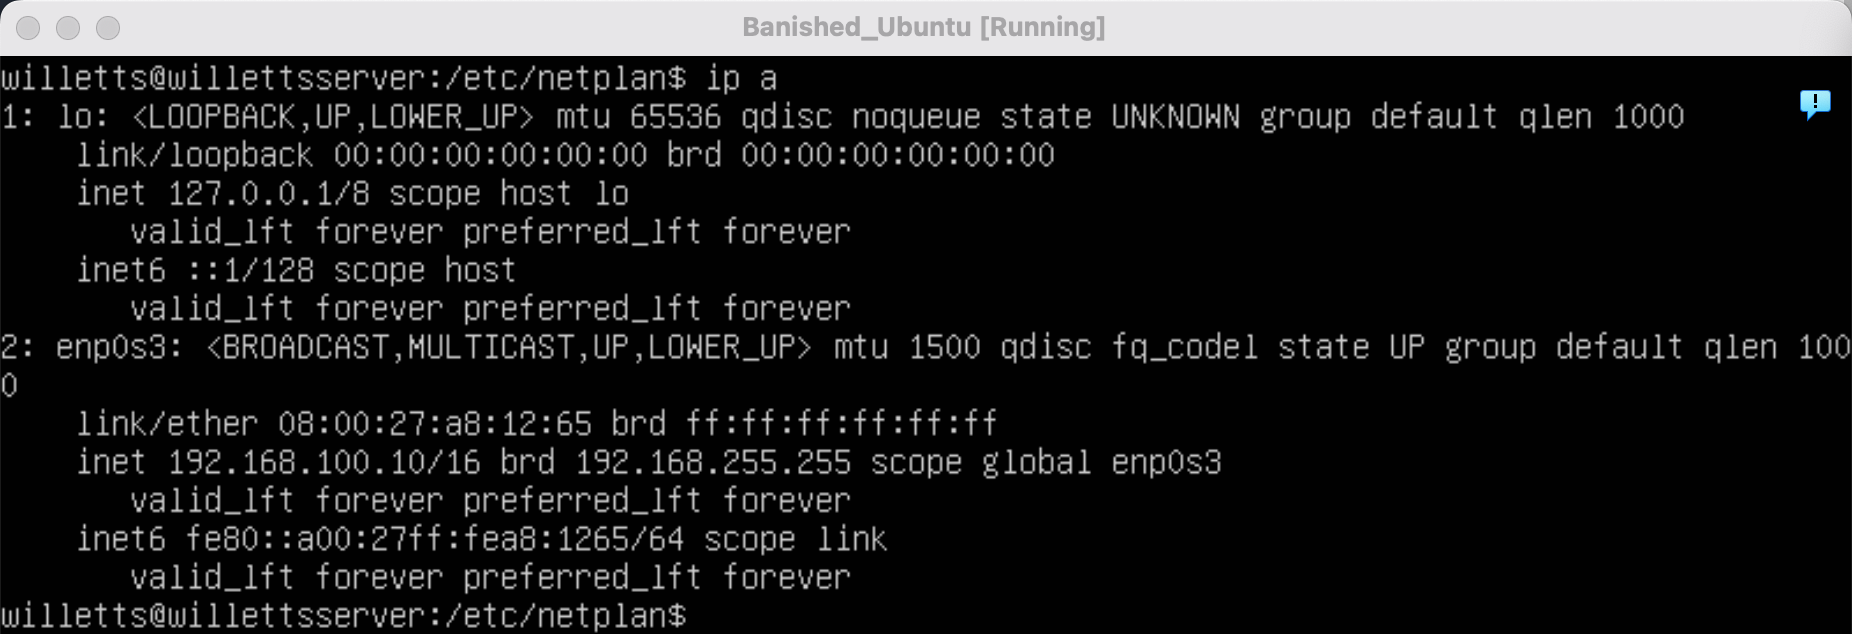 Banished_Ubuntu [Running]
willetts@willettsserver:/etc/netplan$ ip a
1: lo: <LOOPBACK,UP,LOWER_UP> mtu 65536 qdisc noqueue state UNKNOWN group default qlen 1000
    link/loopback 00:00:00:00:00:00 brd 00:00:00:00:00:00
    inet 127.0.0.1/8 scope host lo
       valid_lft forever preferred_lft forever
    inet6 ::1/128 scope host
       valid_lft forever preferred_lft forever
2: enp0s3: <BROADCAST,MULTICAST,UP,LOWER_UP> mtu 1500 qdisc fq_codel state UP group default qlen 100
0
    link/ether 08:00:27:a8:12:65 brd ff:ff:ff:ff:ff:ff
    inet 192.168.100.10/16 brd 192.168.255.255 scope global enp0s3
       valid_lft forever preferred_lft forever
    inet6 fe80::a00:27ff:fea8:1265/64 scope link
       valid_lft forever preferred_lft forever
willetts@willettsserver:/etc/netplan$